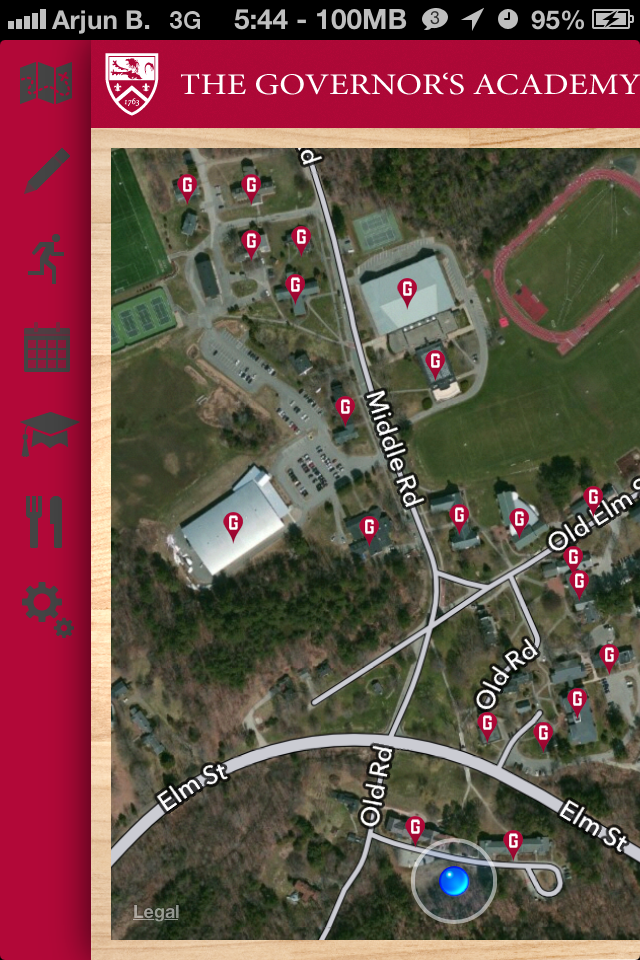 Arjun B. 3G 5:44 - 100MB 3 95%
1763
THE GOVERNOR'S ACADEMY
d
G G
G G
G G
G
G
Middle Rd
G G G G G
Old Elm S
G
G
Old Rd
G
G
G G
Elm St
Old Rd
Elm St
G G
Legal